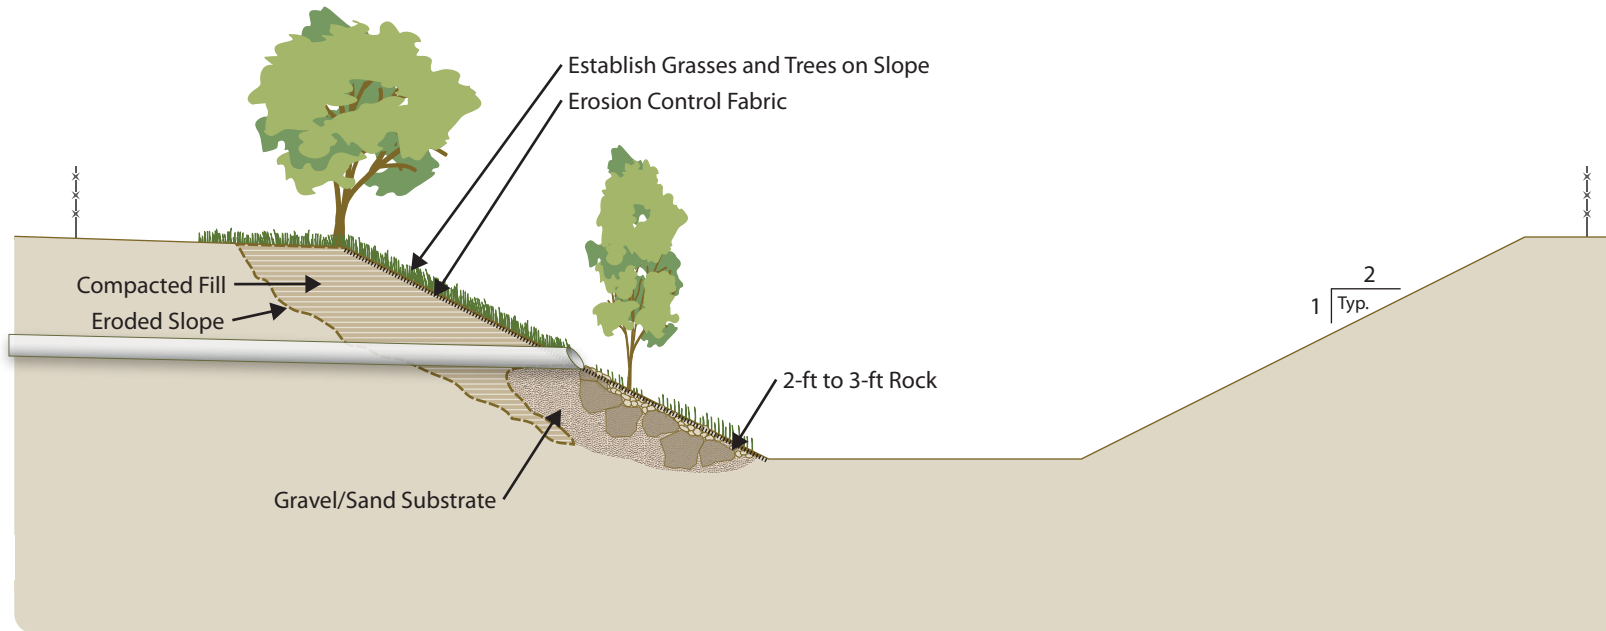 Establish Grasses and Trees on Slope
Erosion Control Fabric
Compacted Fill
Eroded Slope
2
1
Typ.
2-ft to 3-ft Rock
Gravel/Sand Substrate